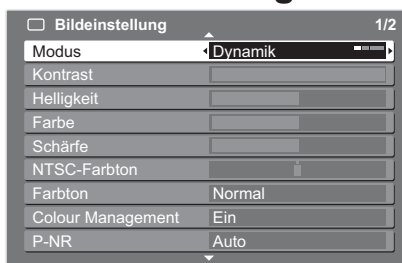 Bildeinstellung 1/2
Modus Dynamik
Kontrast
Helligkeit
Farbe
Schärfe
NTSC-Farbton
Farbton Normal
Colour Management Ein
P-NR Auto